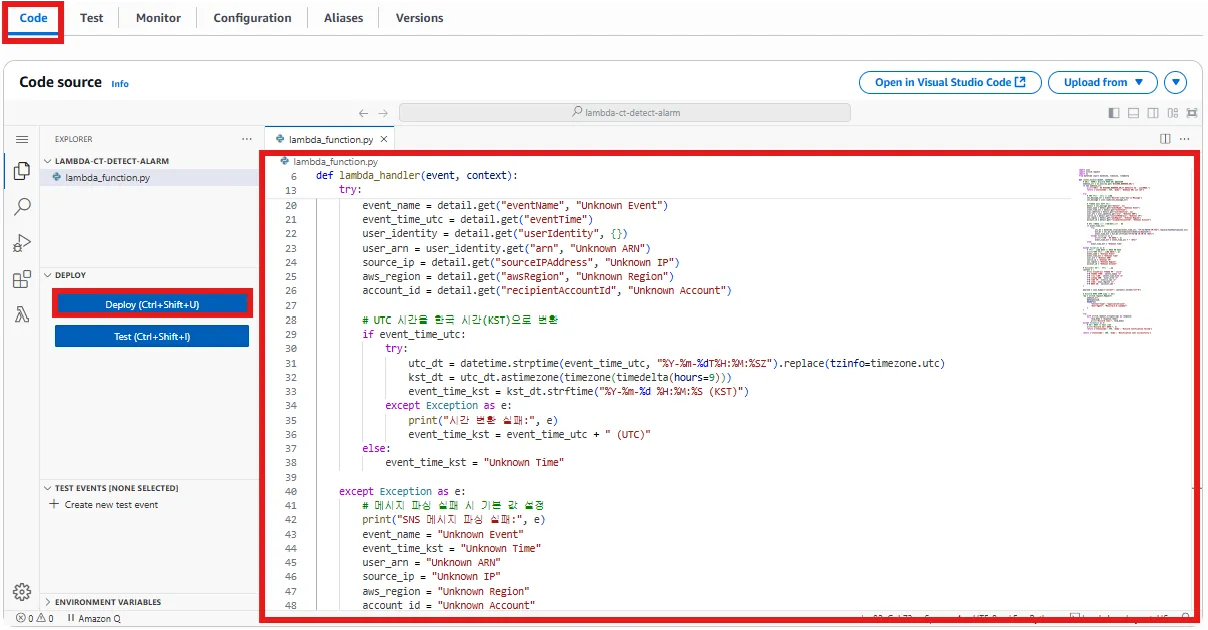 Code Test Monitor Configuration Aliases Versions
Code source Info
Open in Visual Studio Code Upload from
lambda-ct-detect-alarm
EXPLORER
LAMBDA-CT-DETECT-ALARM
lambda_function.py
DEPLOY
Deploy (Ctrl+Shift+U)
Test (Ctrl+Shift+I)
TEST EVENTS [NONE SELECTED]
Create new test event
ENVIRONMENT VARIABLES
lambda_function.py
lambda_function.py
6 def lambda_handler(event, context):
13 try:
20 event_name = detail.get("eventName", "Unknown Event")
21 event_time_utc = detail.get("eventTime")
22 user_identity = detail.get("userIdentity", {})
23 user_arn = user_identity.get("arn", "Unknown ARN")
24 source_ip = detail.get("sourceIPAddress", "Unknown IP")
25 aws_region = detail.get("awsRegion", "Unknown Region")
26 account_id = detail.get("recipientAccountId", "Unknown Account")
27
28 # UTC 시간을 한국 시간(KST)으로 변환
29 if event_time_utc:
30 try:
31 utc_dt = datetime.strptime(event_time_utc, "%Y-%m-%dT%H:%M:%SZ").replace(tzinfo=timezone.utc)
32 kst_dt = utc_dt.astimezone(timezone(timedelta(hours=9)))
33 event_time_kst = kst_dt.strftime("%Y-%m-%d %H:%M:%S (KST)")
34 except Exception as e:
35 print("시간 변환 실패:", e)
36 event_time_kst = event_time_utc + " (UTC)"
37 else:
38 event_time_kst = "Unknown Time"
39
40 except Exception as e:
41 # 메시지 파싱 실패 시 기본 값 설정
42 print("SNS 메시지 파싱 실패:", e)
43 event_name = "Unknown Event"
44 event_time_kst = "Unknown Time"
45 user_arn = "Unknown ARN"
46 source_ip = "Unknown IP"
47 aws_region = "Unknown Region"
48 account_id = "Unknown Account"
0 0 Amazon Q